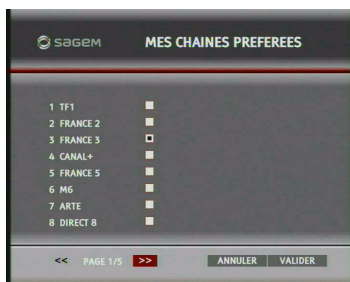 SAGEM MES CHAINES PREFEREES
1 TF1
2 FRANCE 2
3 FRANCE 3
4 CANAL+
5 FRANCE 5
6 M6
7 ARTE
8 DIRECT 8
<< PAGE 1/5 >> ANNULER VALIDER